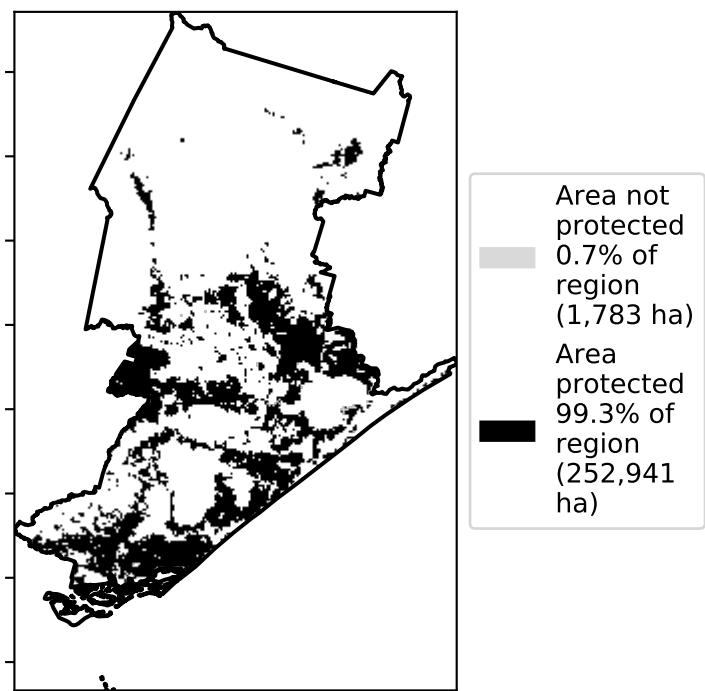 Area not
protected
0.7% of
region
(1,783 ha)
Area
protected
99.3% of
region
(252,941
ha)